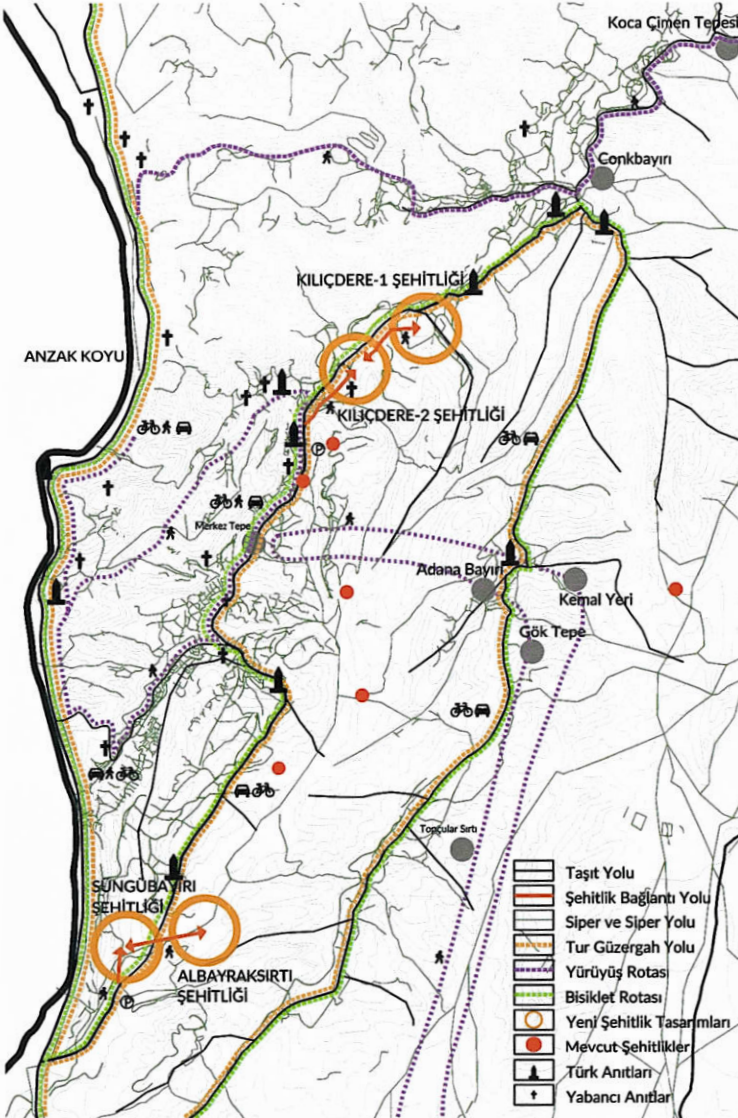 Koca Çimen Tepesi
Conkbayırı
KILIÇDERE-1 ŞEHİTLİĞİ
ANZAK KOYU
KILIÇDERE-2 ŞEHİTLİĞİ
P
Merkez Tepe
Adana Bayırı
Kemal Yeri
Gök Tepe
Topçular Sırtı
SÜNGÜBAYIRI
ŞEHİTLİĞİ
ALBAYRAKSIRTI
ŞEHİTLİĞİ
P
Taşıt Yolu
Şehitlik Bağlantı Yolu
Siper ve Siper Yolu
Tur Güzergah Yolu
Yürüyüş Rotası
Bisiklet Rotası
Yeni Şehitlik Tasarımları
Mevcut Şehitlikler
Türk Anıtları
Yabancı Anıtlar